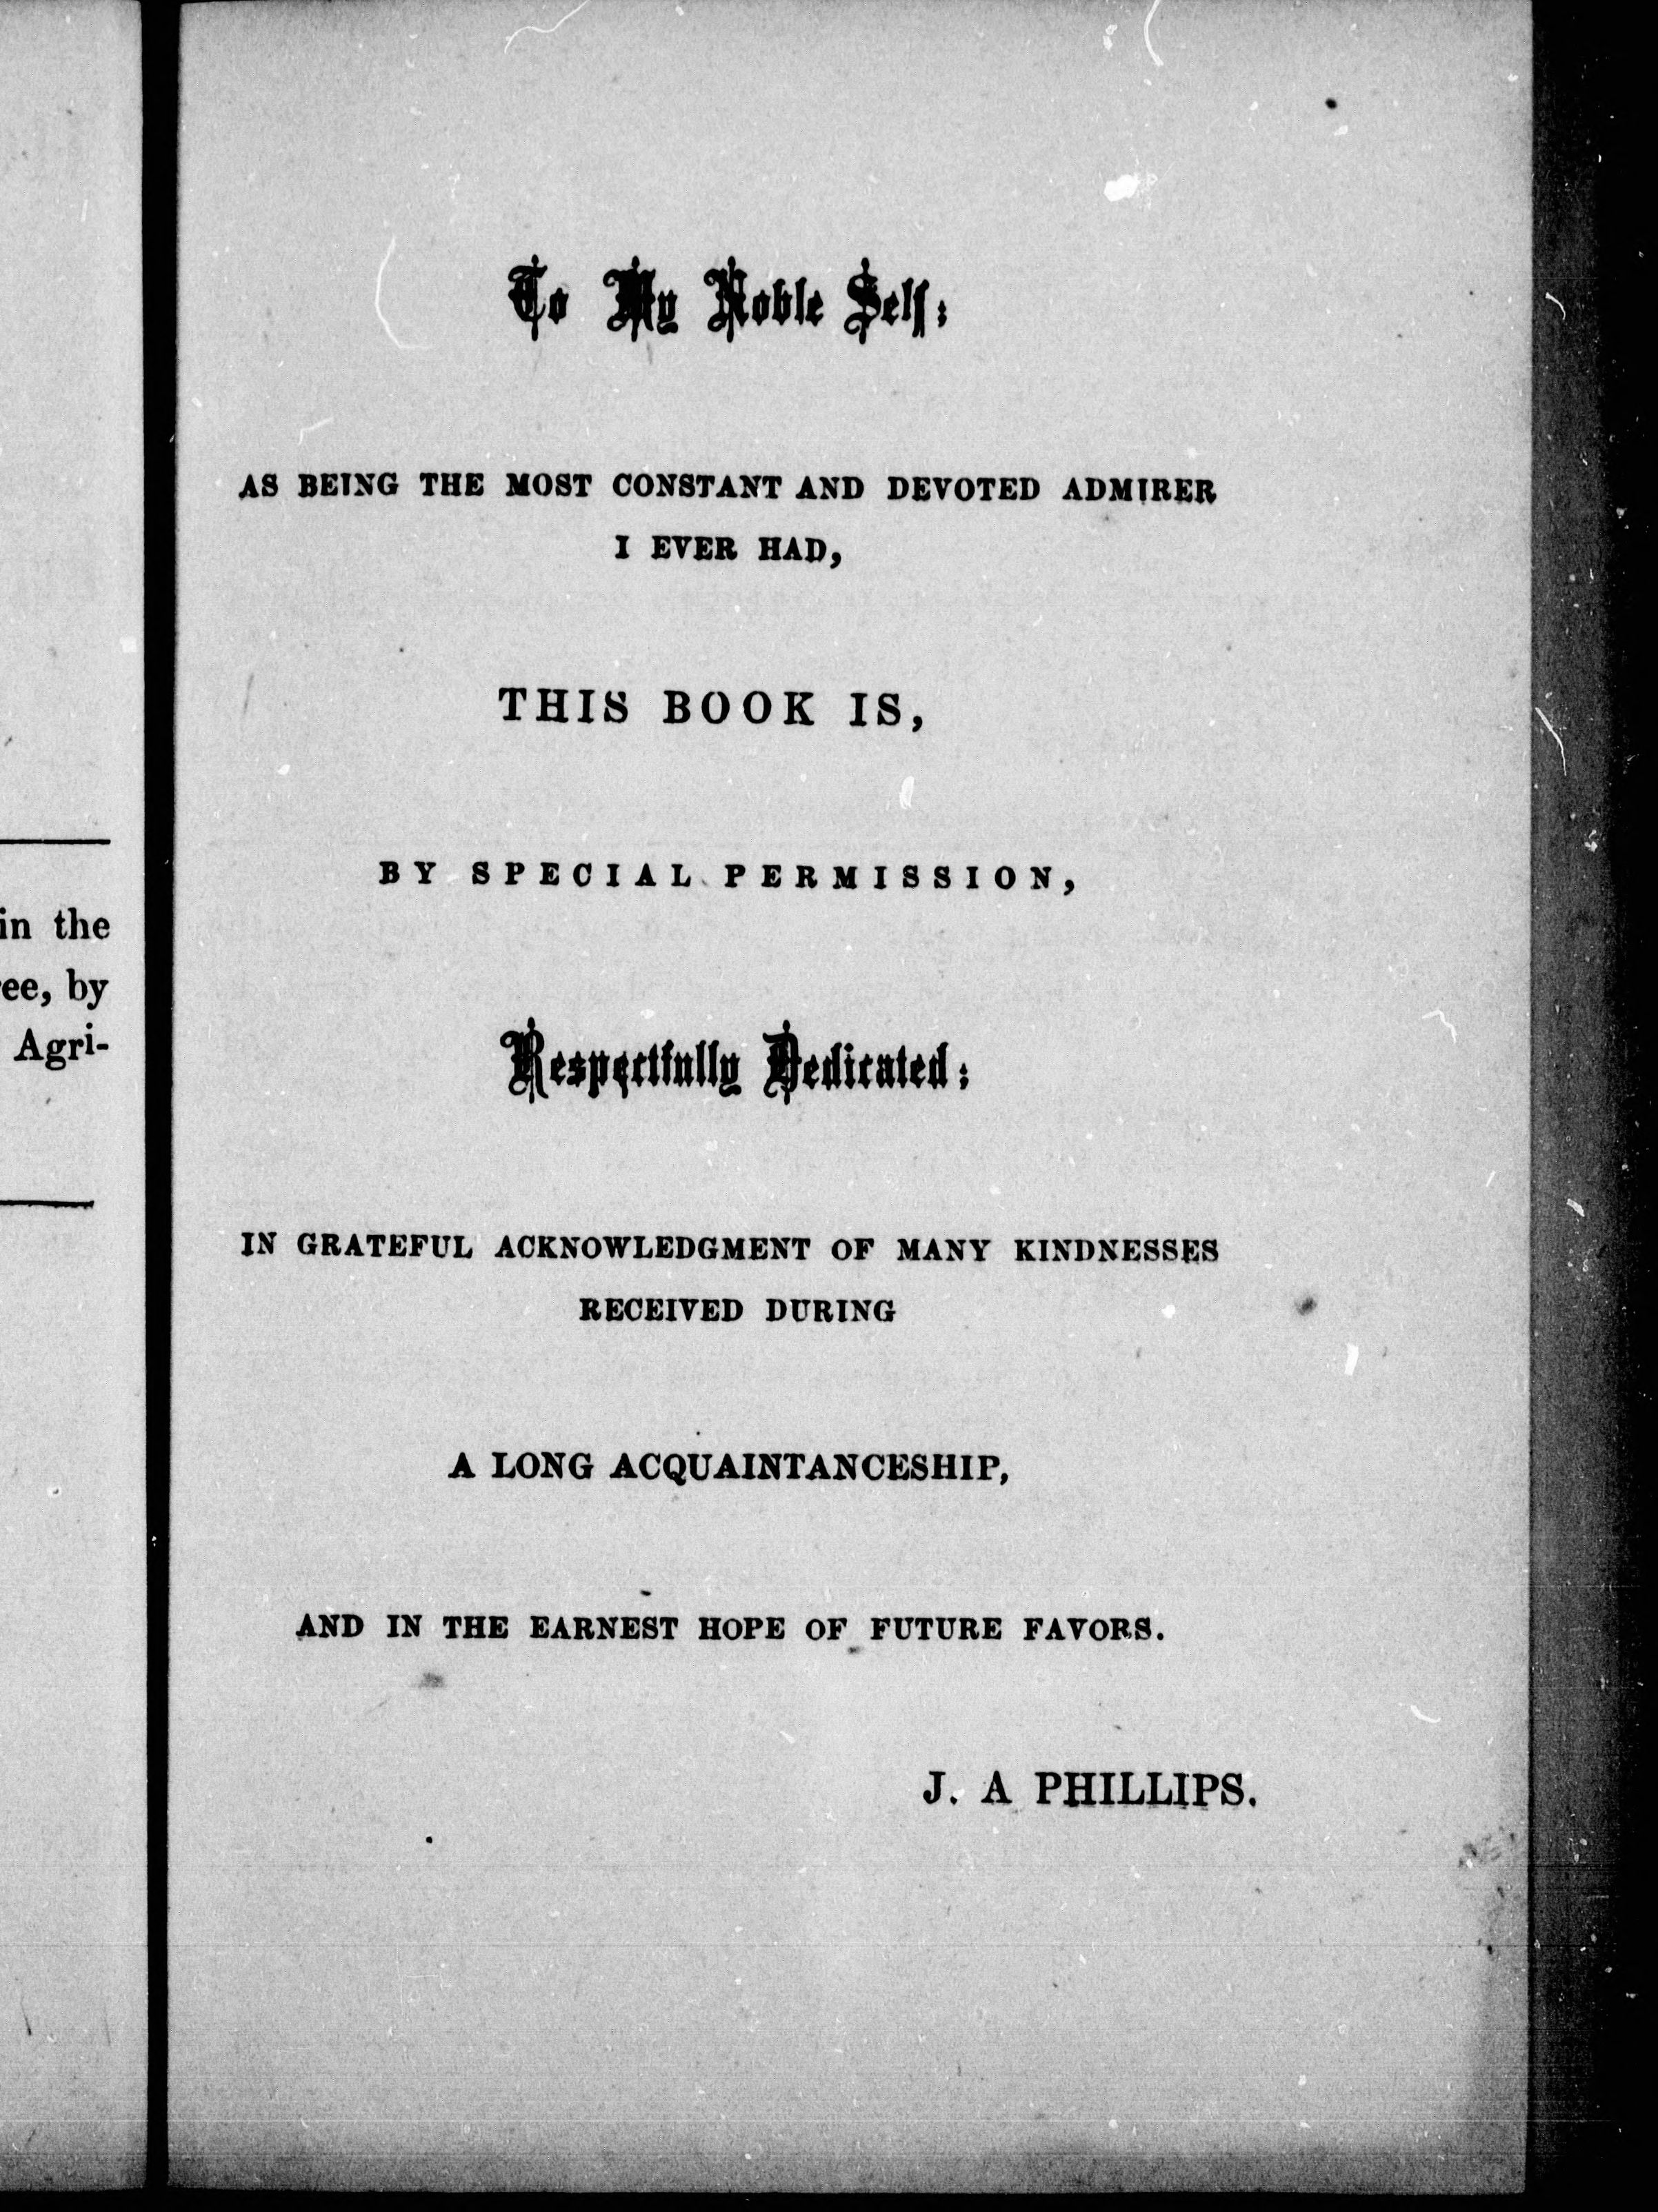 in the
ee, by
Agri-
To My Noble Self:
AS BEING THE MOST CONSTANT AND DEVOTED ADMIRER
I EVER HAD,
THIS BOOK IS,
BY SPECIAL PERMISSION,
Respectfully Dedicated:
IN GRATEFUL ACKNOWLEDGMENT OF MANY KINDNESSES
RECEIVED DURING
A LONG ACQUAINTANCESHIP,
AND IN THE EARNEST HOPE OF FUTURE FAVORS.
J. A PHILLIPS.